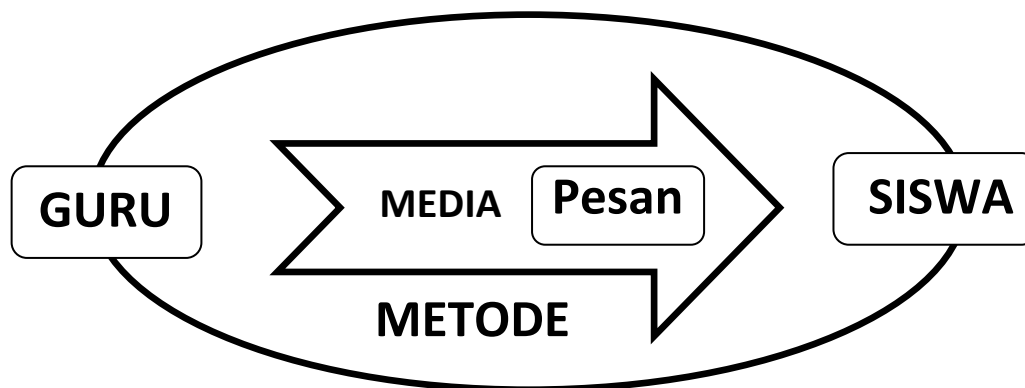 GURU
MEDIA
Pesan
SISWA
METODE